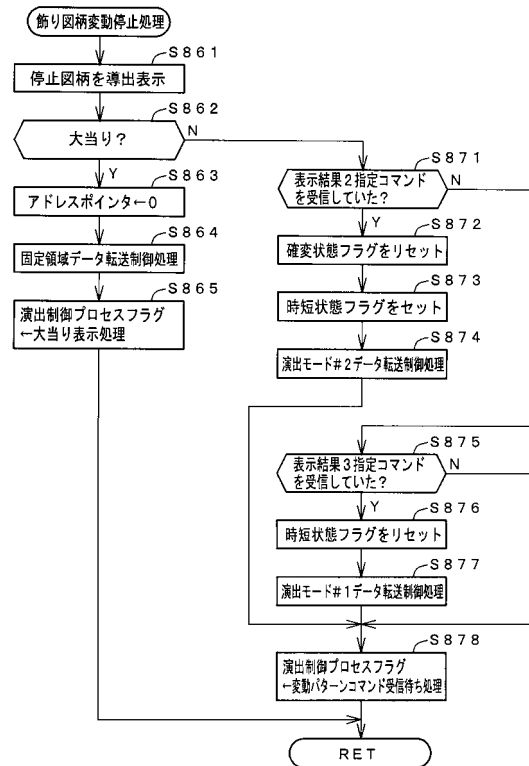 飾り図柄変動停止処理
S861
停止図柄を導出表示
S862
大当り？
N
Y
S863
アドレスポインタ←0
S864
固定領域データ転送制御処理
S865
演出制御プロセスフラグ
←大当り表示処理
S871
表示結果2指定コマンド
を受信していた？
N
Y
S872
確変状態フラグをリセット
S873
時短状態フラグをセット
S874
演出モード＃2データ転送制御処理
S875
表示結果3指定コマンド
を受信していた？
N
Y
S876
時短状態フラグをリセット
S877
演出モード＃1データ転送制御処理
S878
演出制御プロセスフラグ
←変動パターンコマンド受信待ち処理
RET